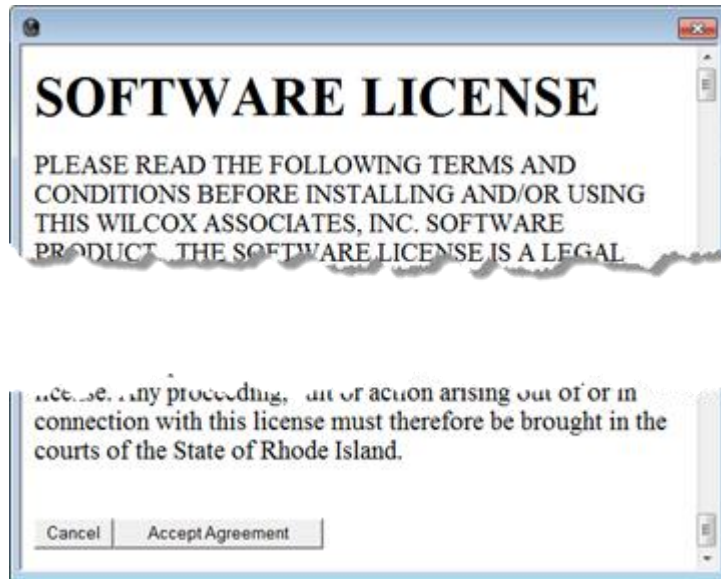 SOFTWARE LICENSE
PLEASE READ THE FOLLOWING TERMS AND
CONDITIONS BEFORE INSTALLING AND/OR USING
THIS WILCOX ASSOCIATES, INC. SOFTWARE
PRODUCT. THE SOFTWARE LICENSE IS A LEGAL
Any proceeding, or action arising out of or in
connection with this license must therefore be brought in the
courts of the State of Rhode Island.
Cancel Accept Agreement